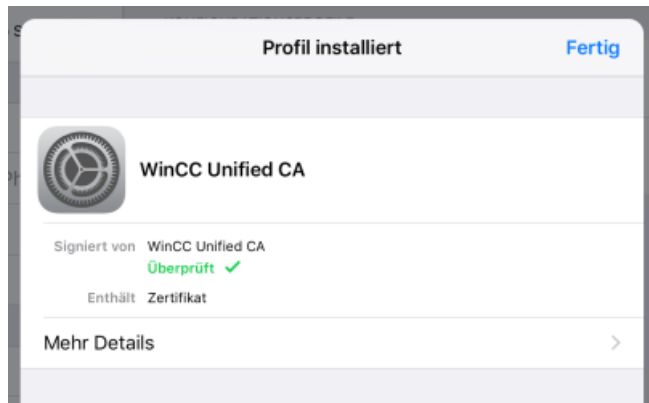 Profil installiert
Fertig
WinCC Unified CA
Signiert von WinCC Unified CA
Überprüft ✓
Enthält Zertifikat
Mehr Details